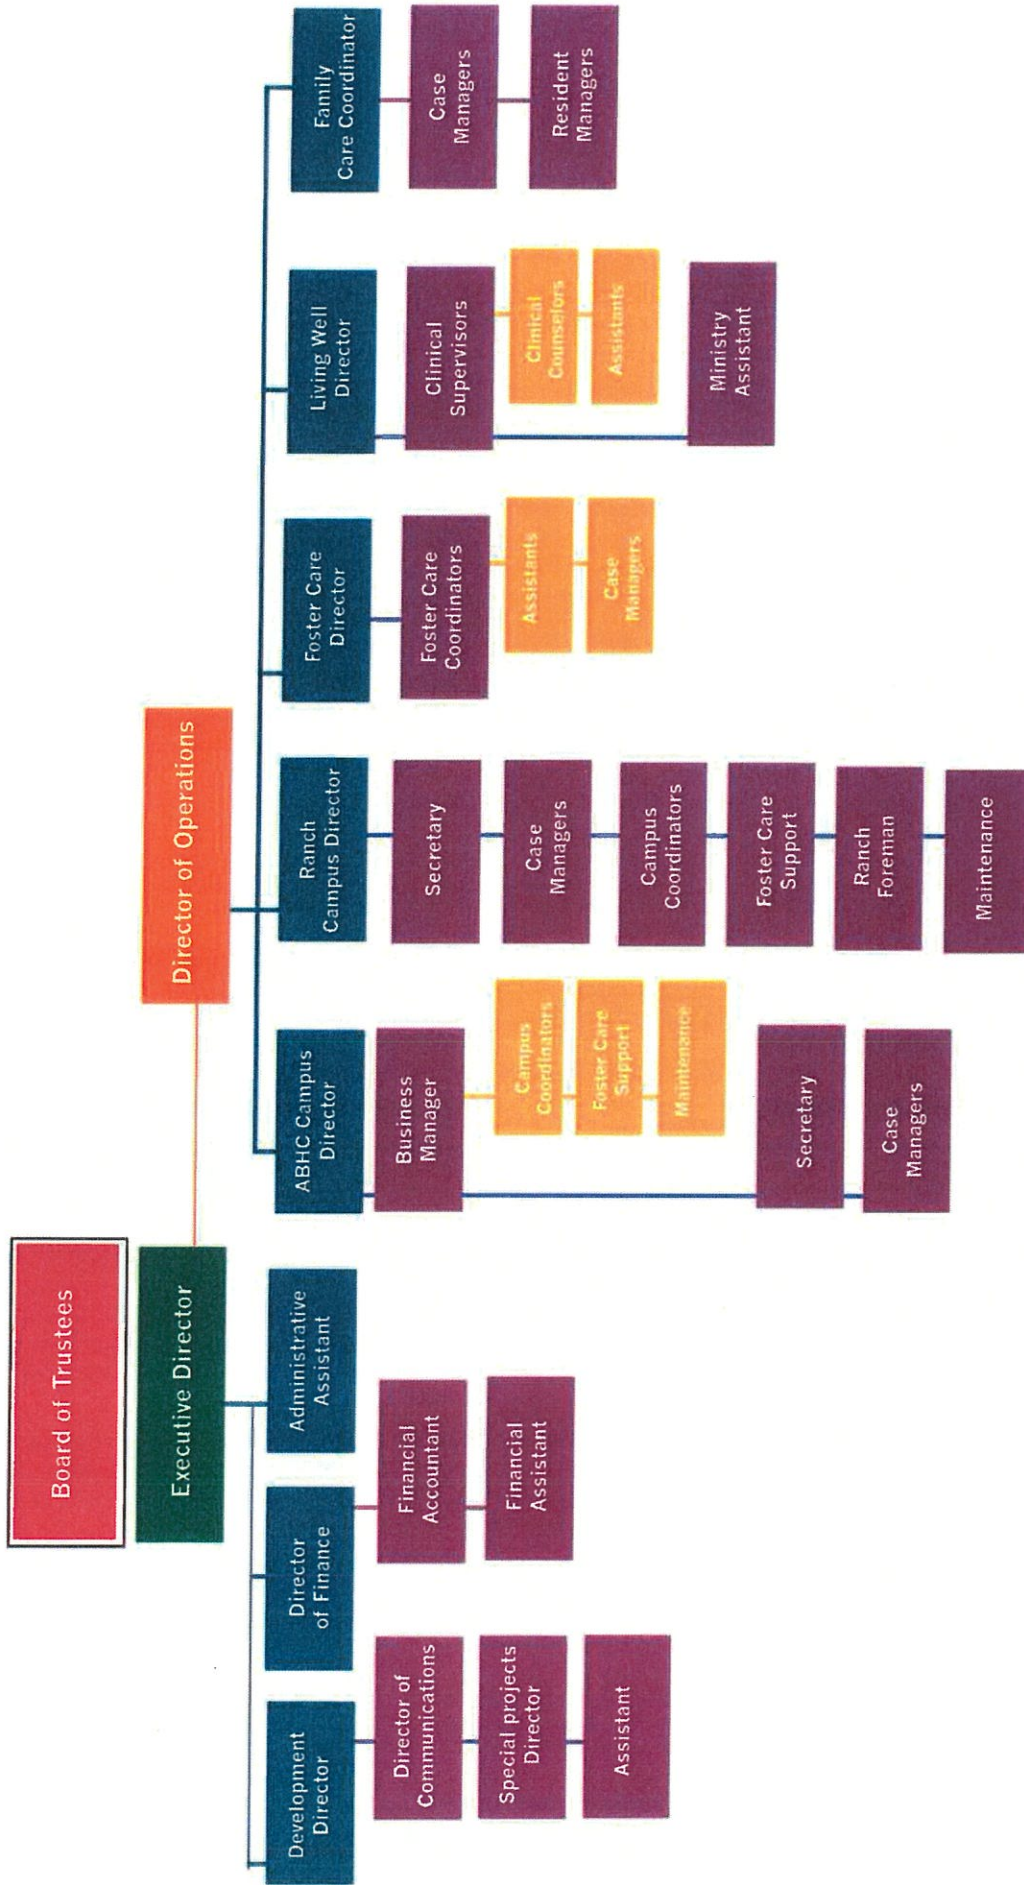 Board of Trustees
Executive Director
Director of Operations
Development
Director
Director
of Finance
Administrative
Assistant
ABHC Campus
Director
Ranch
Campus Director
Foster Care
Director
Living Well
Director
Family
Care Coordinator
Director of
Communications
Special projects
Director
Assistant
Financial
Accountant
Financial
Assistant
Business
Manager
Campus
Coordinators
Foster Care
Support
Maintenance
Secretary
Case
Managers
Secretary
Case
Managers
Campus
Coordinators
Foster Care
Support
Ranch
Foreman
Maintenance
Foster Care
Coordinators
Assistants
Case
Managers
Clinical
Supervisors
Clinical
Counselors
Assistants
Ministry
Assistant
Case
Managers
Resident
Managers